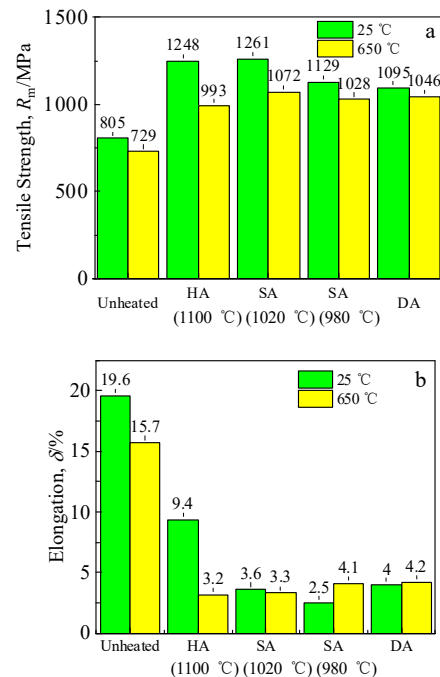 1500
25 ℃
650 ℃
a
1248
1261
1129
1095
993
1072
1028
1046
1000
805
729
500
0
Tensile Strength, Rm/MPa
Unheated
HA
SA
SA
DA
(1100 ℃) (1020 ℃) (980 ℃)
25 ℃
650 ℃
b
20
19.6
15.7
15
10
9.4
5
3.2
3.6
3.3
2.5
4.1
4
4.2
0
Elongation, δ/%
Unheated
HA
SA
SA
DA
(1100 ℃) (1020 ℃) (980 ℃)